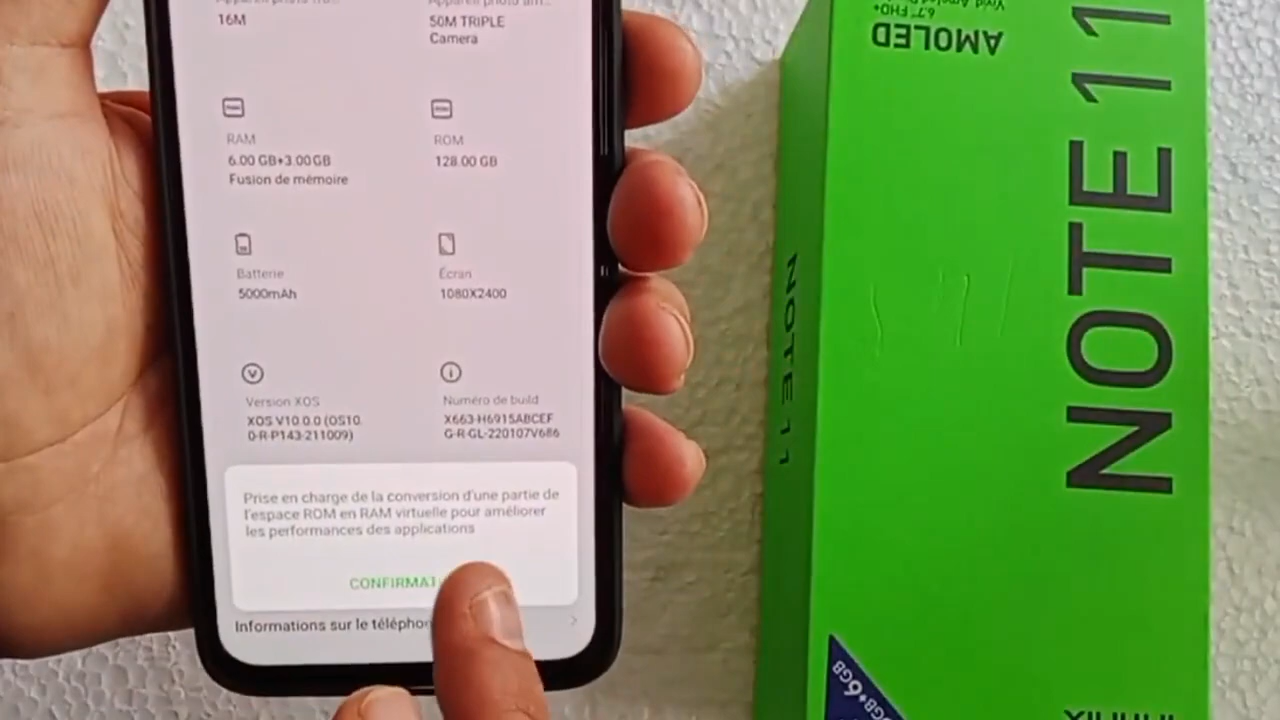 16M
50M TRIPLE
Camera
RAM
6.00 GB+3.00GB
Fusion de mémoire
ROM
128.00 GB
Batterie
5000mAh
Écran
1080X2400
Version XOS
XOS V10.0.0 (OS10.
0-R-P143-211009)
Numéro de build
X663-H6915ABCEF
G-R-GL-220107V686
Prise en charge de la conversion d'une partie de
l'espace ROM en RAM virtuelle pour améliorer
les performances des applications
Informations sur le
AMOLED
6.7" FHD+
NOTE 11
NOTE 11